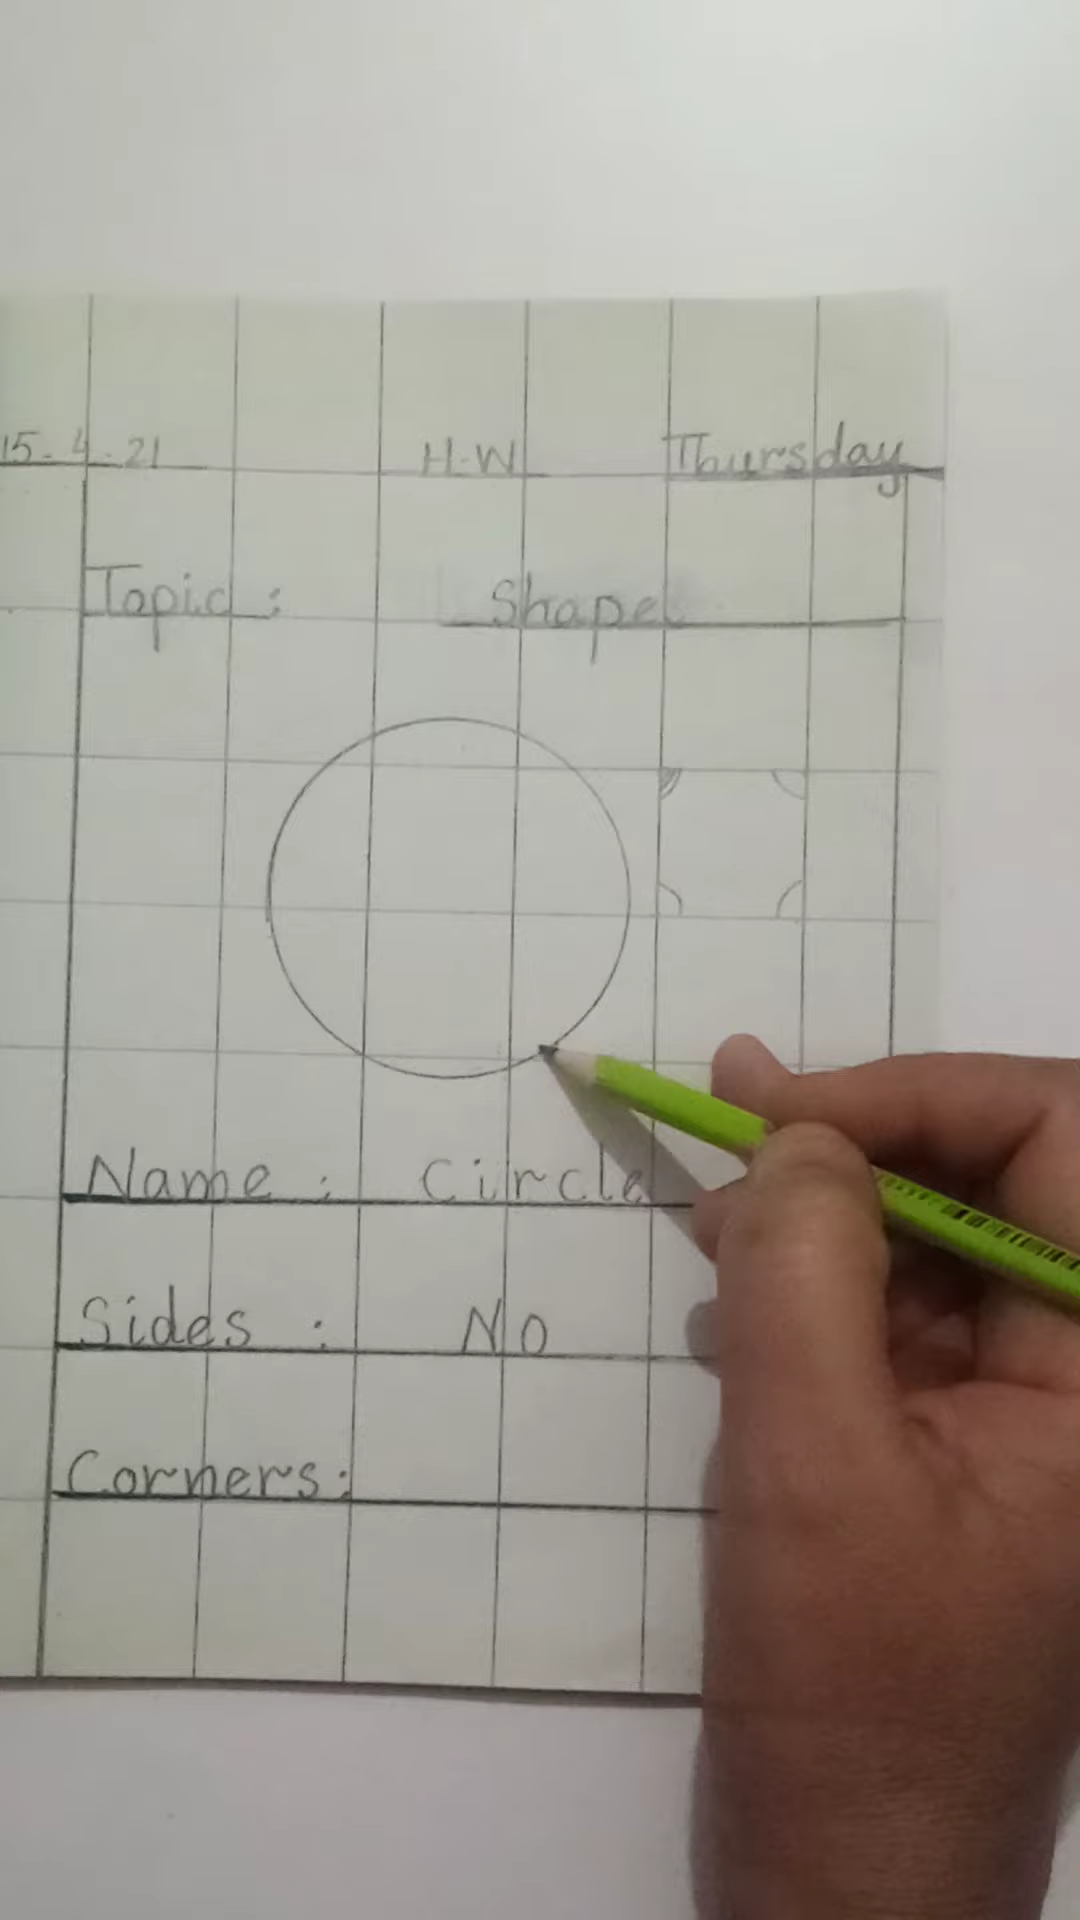 15-4-21 H-W Thursday
Topic: Shape
Name: Circle
Sides: No
Corners: